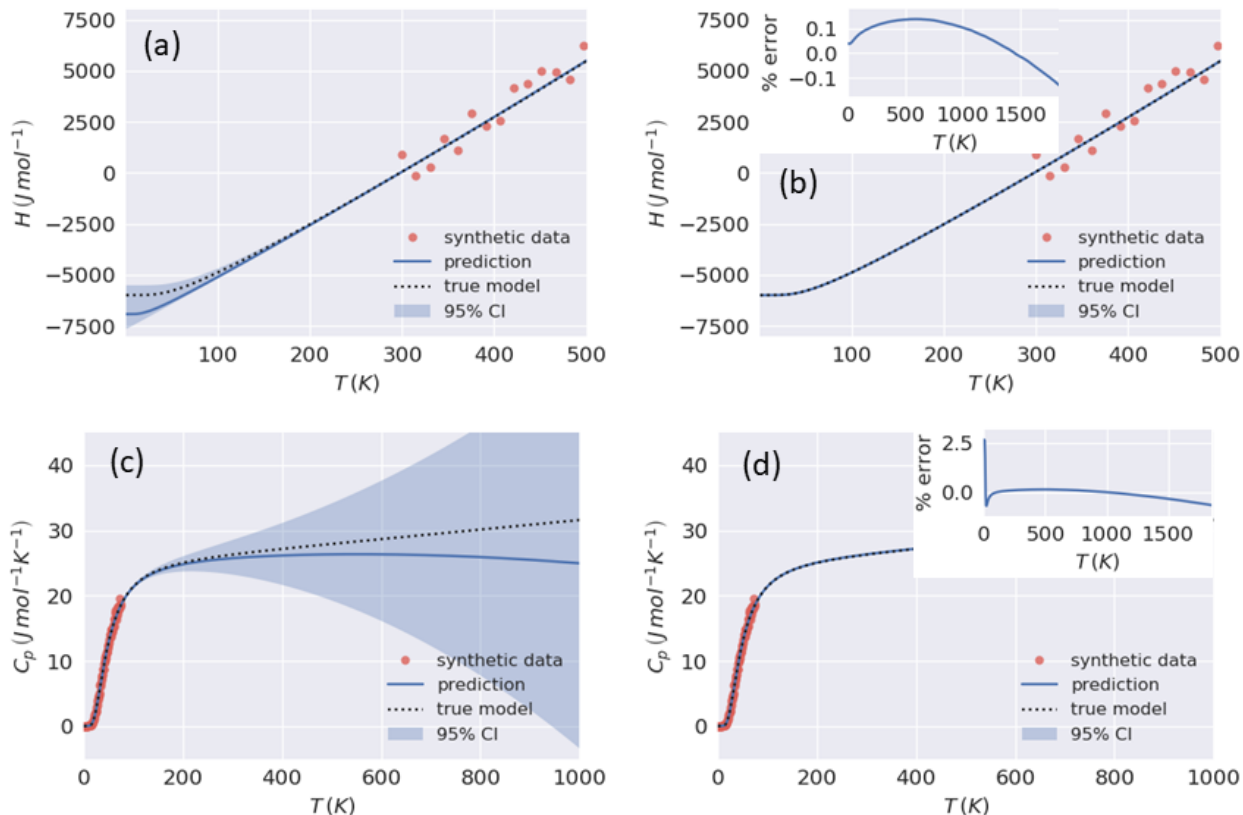 (a)
7500
5000
2500
0
−2500
−5000
−7500
H (J mol⁻¹)
100 200 300 400 500
T (K)
synthetic data
prediction
true model
95% CI
(b)
7500
5000
2500
0
−2500
−5000
−7500
H (J mol⁻¹)
100 200 300 400 500
T (K)
synthetic data
prediction
true model
95% CI
0.1
0.0
−0.1
% error
0 500 1000 1500
T (K)
(c)
40
30
20
10
0
Cₚ (J mol⁻¹K⁻¹)
0 200 400 600 800 1000
T (K)
synthetic data
prediction
true model
95% CI
(d)
40
30
20
10
0
Cₚ (J mol⁻¹K⁻¹)
0 200 400 600 800 1000
T (K)
synthetic data
prediction
true model
95% CI
2.5
0.0
% error
0 500 1000 1500
T (K)